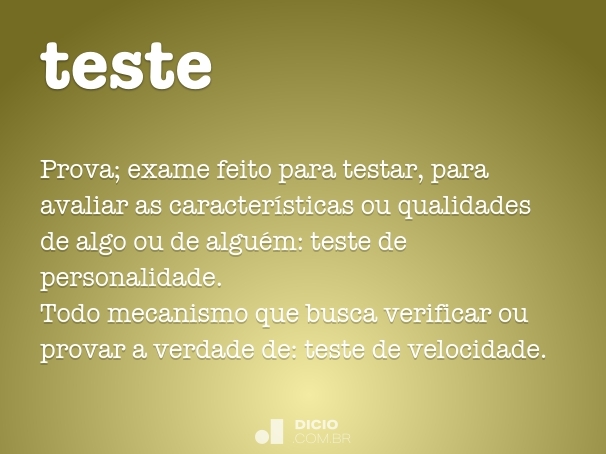 teste
Prova; exame feito para testar, para
avaliar as características ou qualidades
de algo ou de alguém: teste de
personalidade.
Todo mecanismo que busca verificar ou
provar a verdade de: teste de velocidade.
DICIO
COM.BR